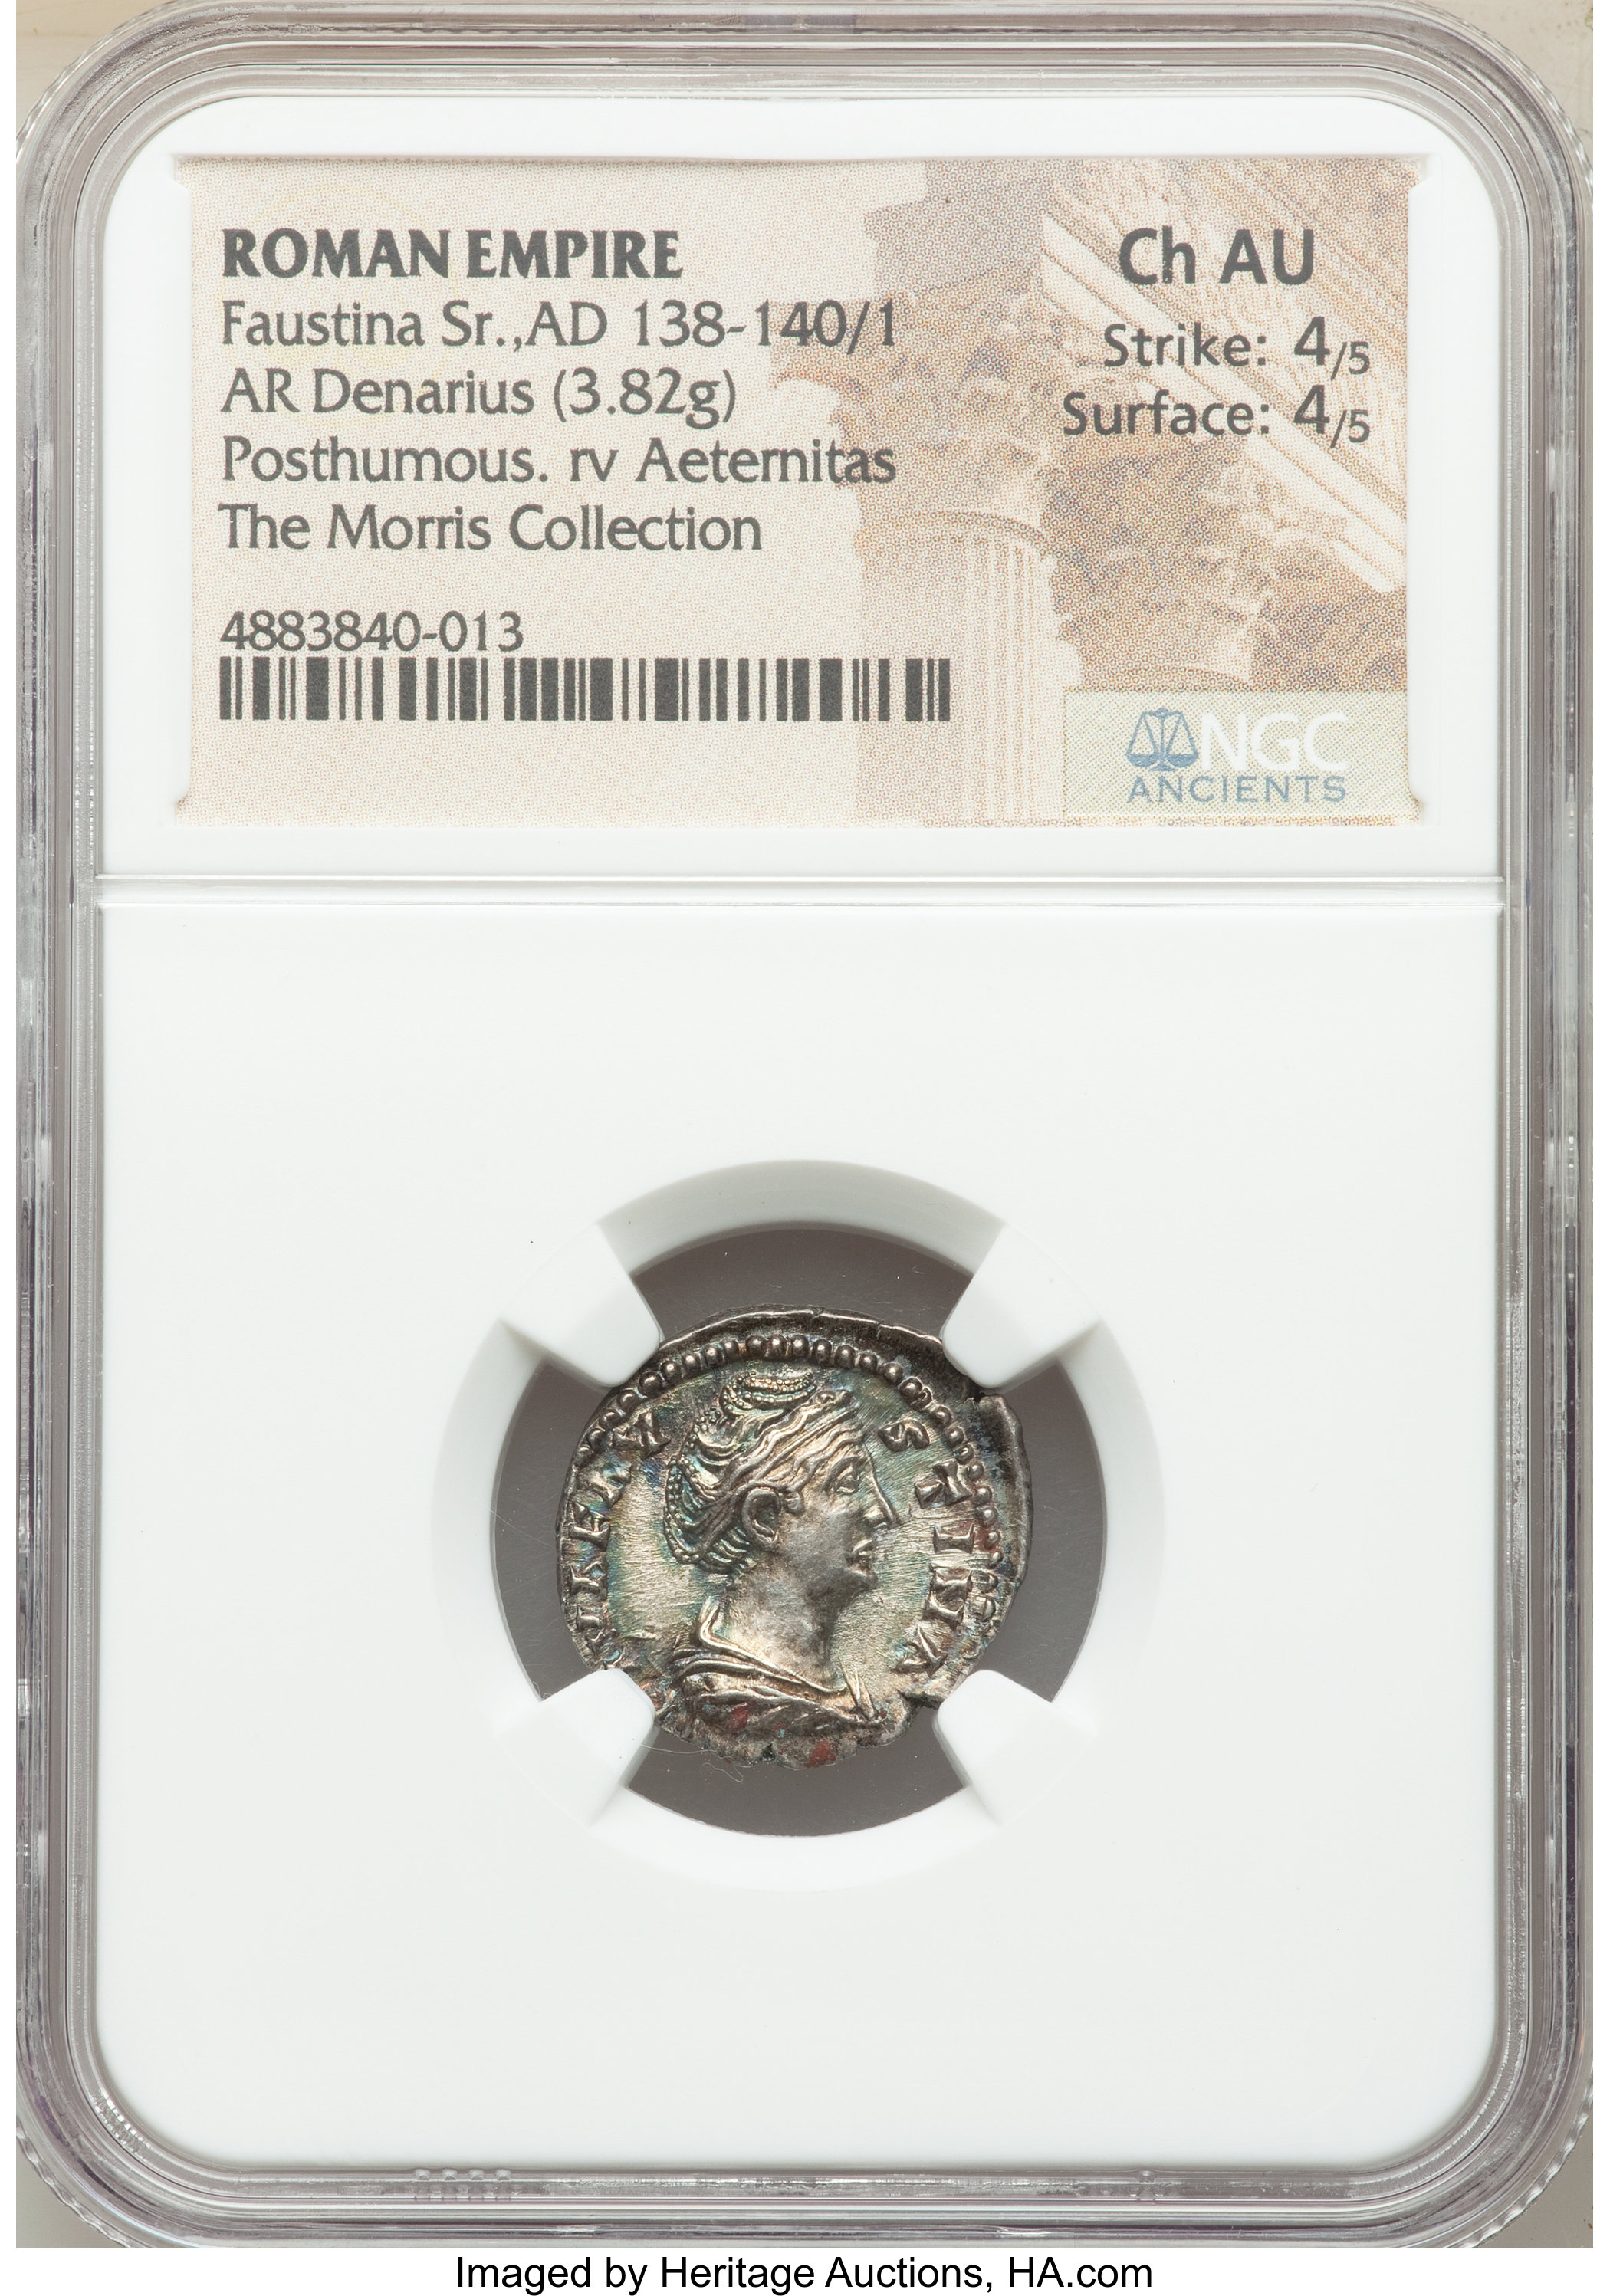 ROMAN EMPIRE
Faustina Sr.,AD 138-140/1
AR Denarius (3.82g)
Posthumous. rv Aeternitas
The Morris Collection
4883840-013
Ch AU
Strike: 4/5
Surface: 4/5
NGC
ANCIENTS
Imaged by Heritage Auctions, HA.com